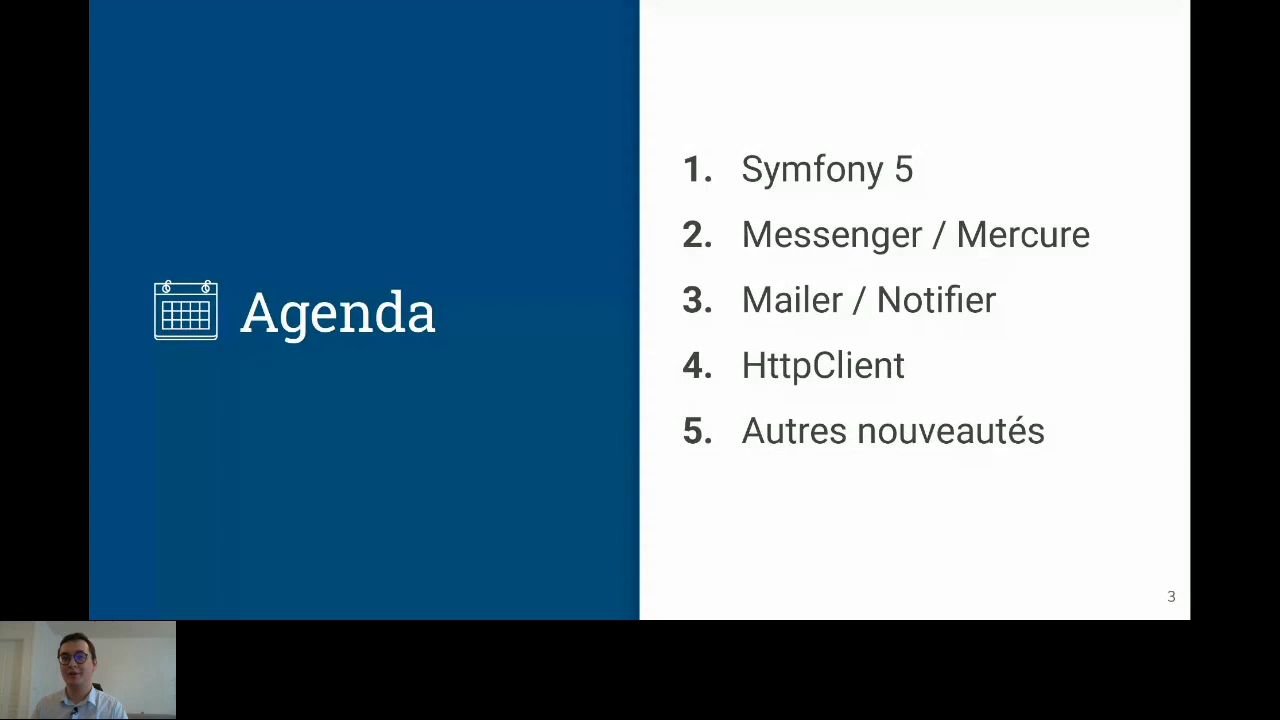 Agenda
1. Symfony 5
2. Messenger / Mercure
3. Mailer / Notifier
4. HttpClient
5. Autres nouveautés
3